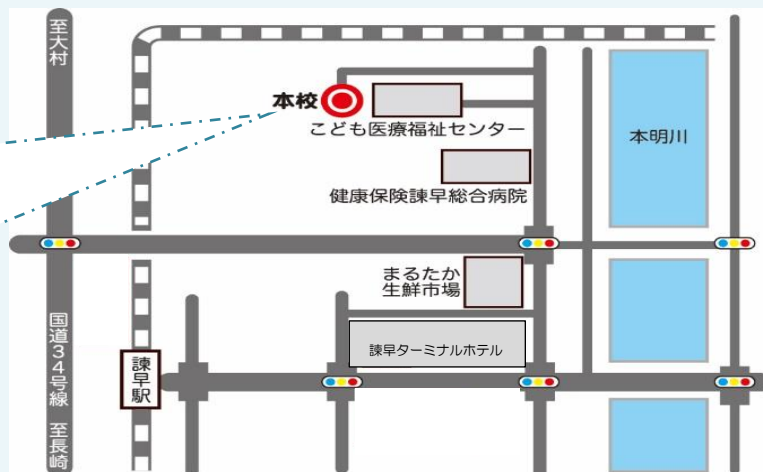 至大村
本校
こども医療福祉センター
本明川
健康保険諫早総合病院
まるたか
生鮮市場
国道34号線
諫早ターミナルホテル
諫早駅
至長崎